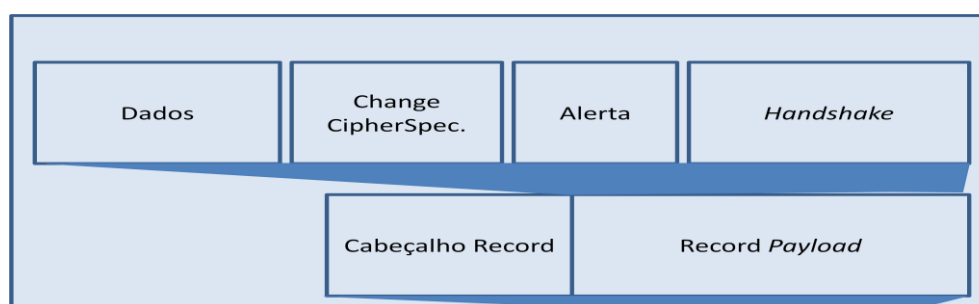 Dados
Change
CipherSpec.
Alerta
Handshake
Cabeçalho Record
Record Payload